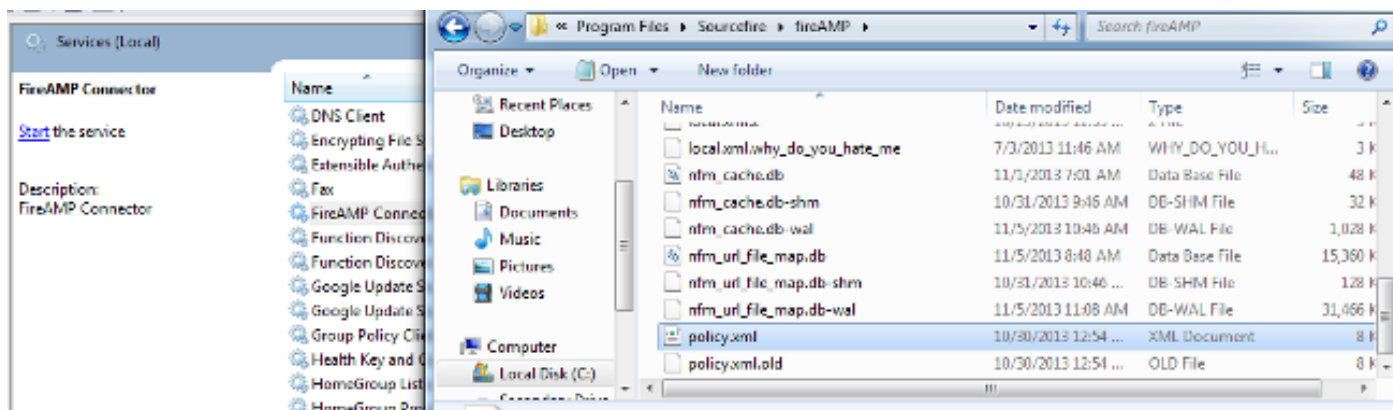 Services (Local)
FireAMP Connector
Start the service
Description:
FireAMP Connector
Name
DNS Client
Encrypting File S
Extensible Authe
Fax
FireAMP Connec
Function Discov
Function Discov
Google Update S
Google Update S
Group Policy Clie
Health Key and C
HomeGroup List
HomeGroup Pro
« Program Files ▸ Sourcefire ▸ fireAMP ▸
Search fireAMP
Organize Open New folder
Recent Places
Desktop
Libraries
Documents
Music
Pictures
Videos
Computer
Local Disk (C:)
Name Date modified Type Size
local.xml.why_do_you_hate_me 7/3/2013 11:46 AM WHY_DO_YOU_H... 3 K
nfm_cache.db 11/1/2013 7:01 AM Data Base File 48 K
nfm_cache.db-shm 10/31/2013 9:46 AM DB-SHM File 32 K
nfm_cache.db-wal 11/5/2013 10:46 AM DB-WAL File 1,028 K
nfm_url_file_map.db 11/5/2013 8:48 AM Data Base File 15,360 K
nfm_url_file_map.db-shm 10/31/2013 10:46 ... DB-SHM File 128 K
nfm_url_file_map.db-wal 11/5/2013 11:08 AM DB-WAL File 31,466 K
policy.xml 10/30/2013 12:54 ... XML Document 8 K
policy.xml.old 10/30/2013 12:54 ... OLD File 8 K